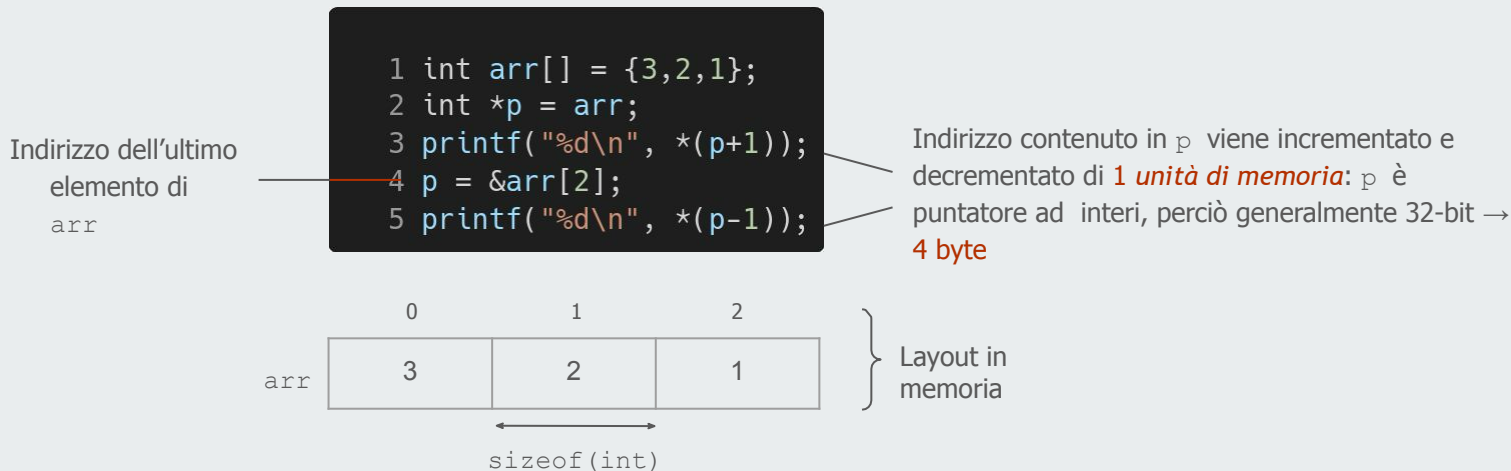 1 int arr[] = {3,2,1};
2 int *p = arr;
3 printf("%d\n", *(p+1));
4 p = &arr[2];
5 printf("%d\n", *(p-1));
Indirizzo dell’ultimo
elemento di
arr
Indirizzo contenuto in p viene incrementato e
decrementato di 1 unità di memoria: p è
puntatore ad interi, perciò generalmente 32-bit →
4 byte
0 1 2
arr 3 2 1
Layout in
memoria
sizeof(int)